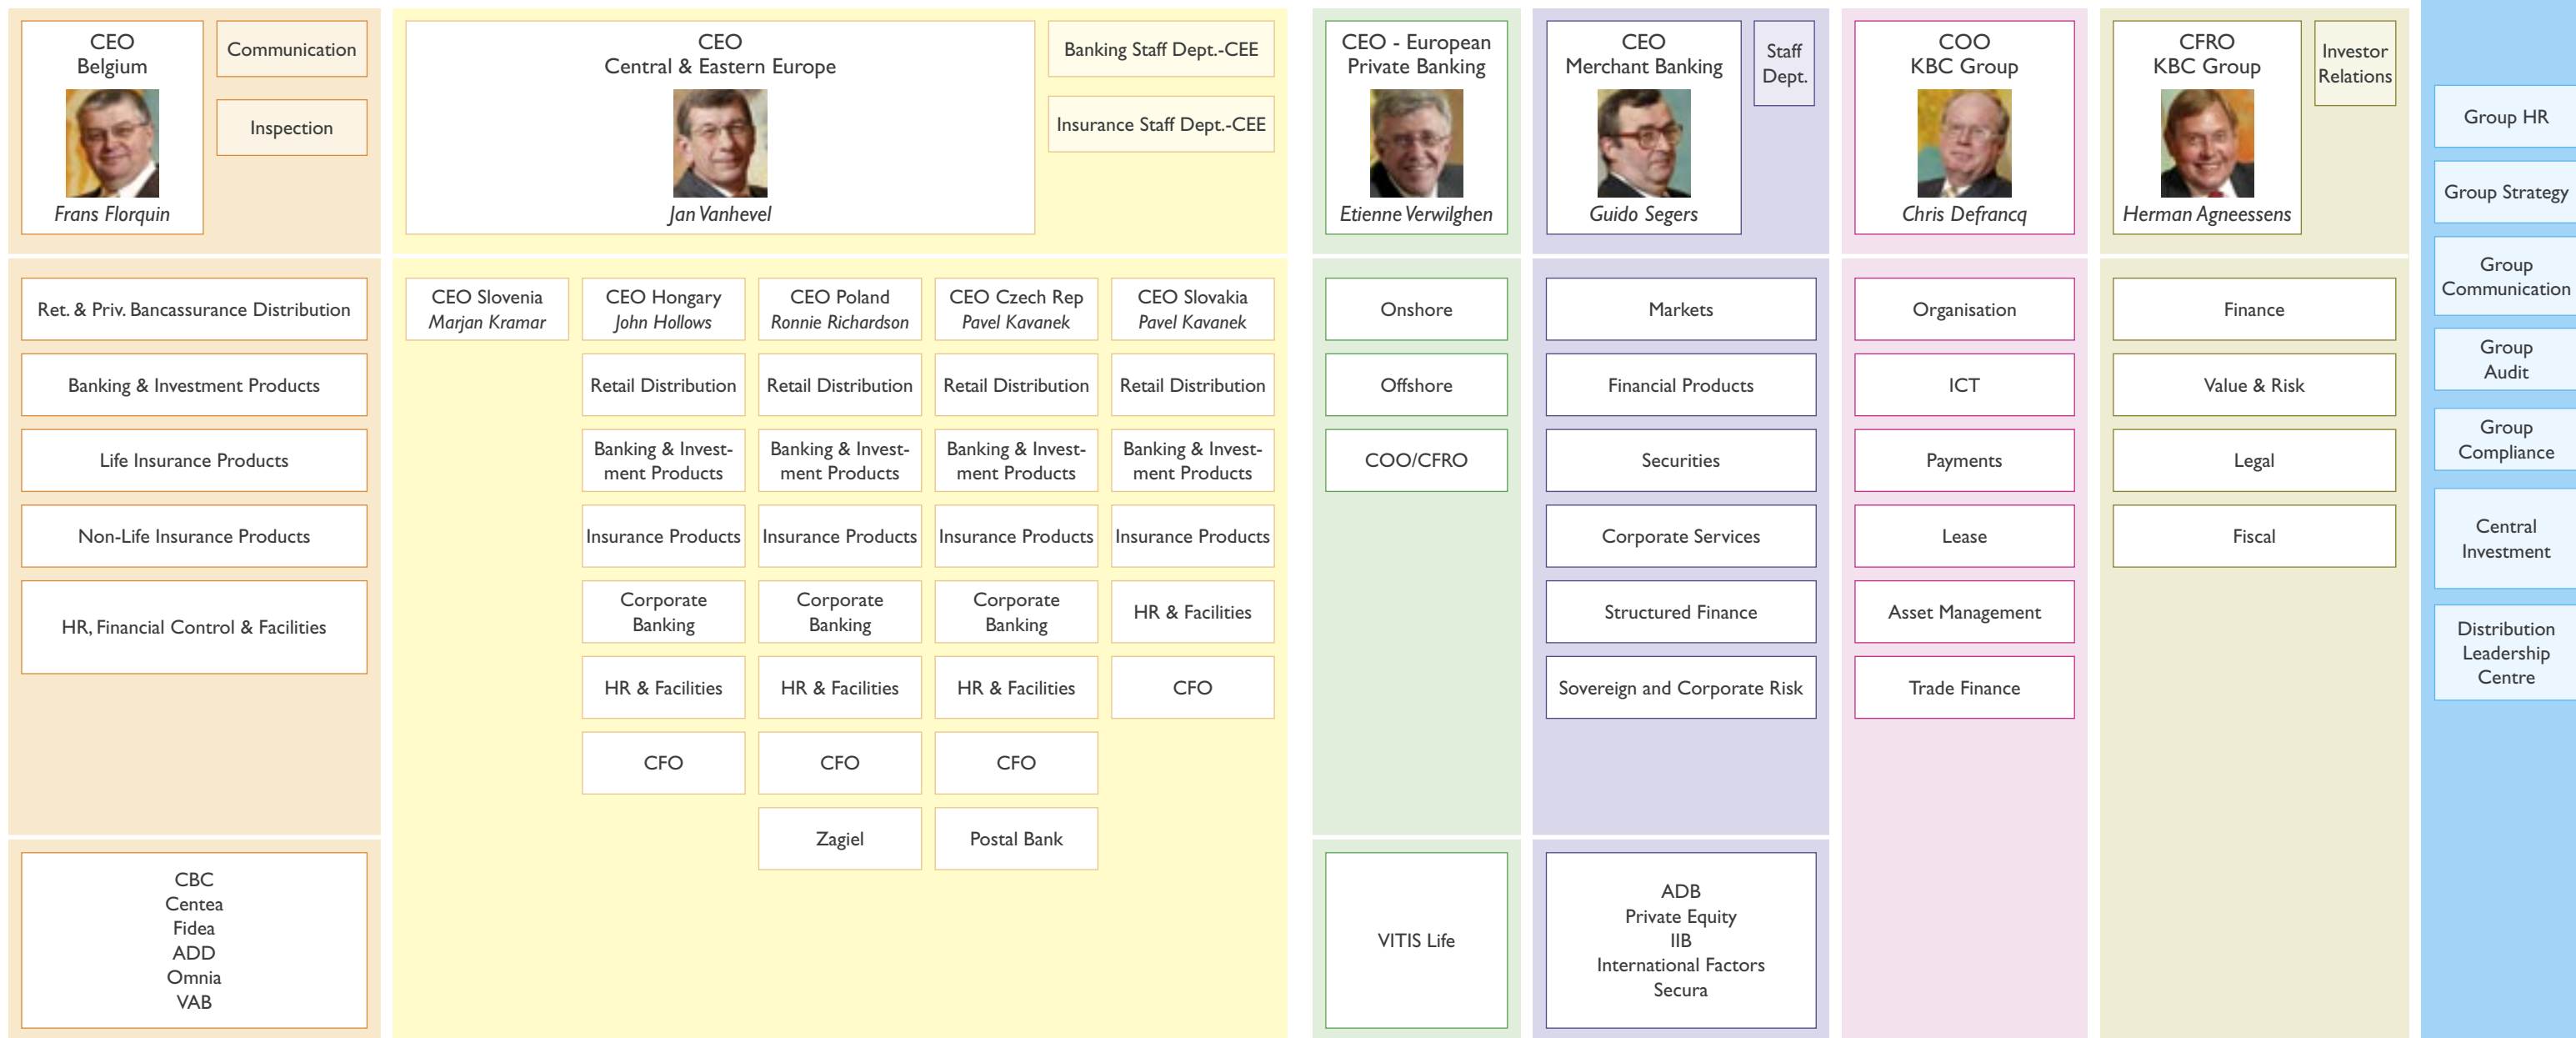 CEO
Belgium
Frans Florquin
Communication
Inspection
Ret. & Priv. Bancassurance Distribution
Banking & Investment Products
Life Insurance Products
Non-Life Insurance Products
HR, Financial Control & Facilities
CBC
Centea
Fidea
ADD
Omnia
VAB
CEO
Central & Eastern Europe
Jan Vanhevel
Banking Staff Dept.-CEE
Insurance Staff Dept.-CEE
CEO Slovenia
Marjan Kramar
CEO Hongary
John Hollows
Retail Distribution
Banking & Invest-
ment Products
Insurance Products
Corporate
Banking
HR & Facilities
CFO
CEO Poland
Ronnie Richardson
Retail Distribution
Banking & Invest-
ment Products
Insurance Products
Corporate
Banking
HR & Facilities
CFO
Zagiel
CEO Czech Rep
Pavel Kavanek
Retail Distribution
Banking & Invest-
ment Products
Insurance Products
Corporate
Banking
HR & Facilities
CFO
Postal Bank
CEO Slovakia
Pavel Kavanek
Retail Distribution
Banking & Invest-
ment Products
Insurance Products
HR & Facilities
CFO
CEO - European
Private Banking
Etienne Verwilghen
Onshore
Offshore
COO/CFRO
VITIS Life
CEO
Merchant Banking
Guido Segers
Staff
Dept.
Markets
Financial Products
Securities
Corporate Services
Structured Finance
Sovereign and Corporate Risk
ADB
Private Equity
IIB
International Factors
Secura
COO
KBC Group
Chris Defrancq
Organisation
ICT
Payments
Lease
Asset Management
Trade Finance
CFRO
KBC Group
Herman Agneessens
Investor
Relations
Finance
Value & Risk
Legal
Fiscal
Group HR
Group Strategy
Group
Communication
Group
Audit
Group
Compliance
Central
Investment
Distribution
Leadership
Centre